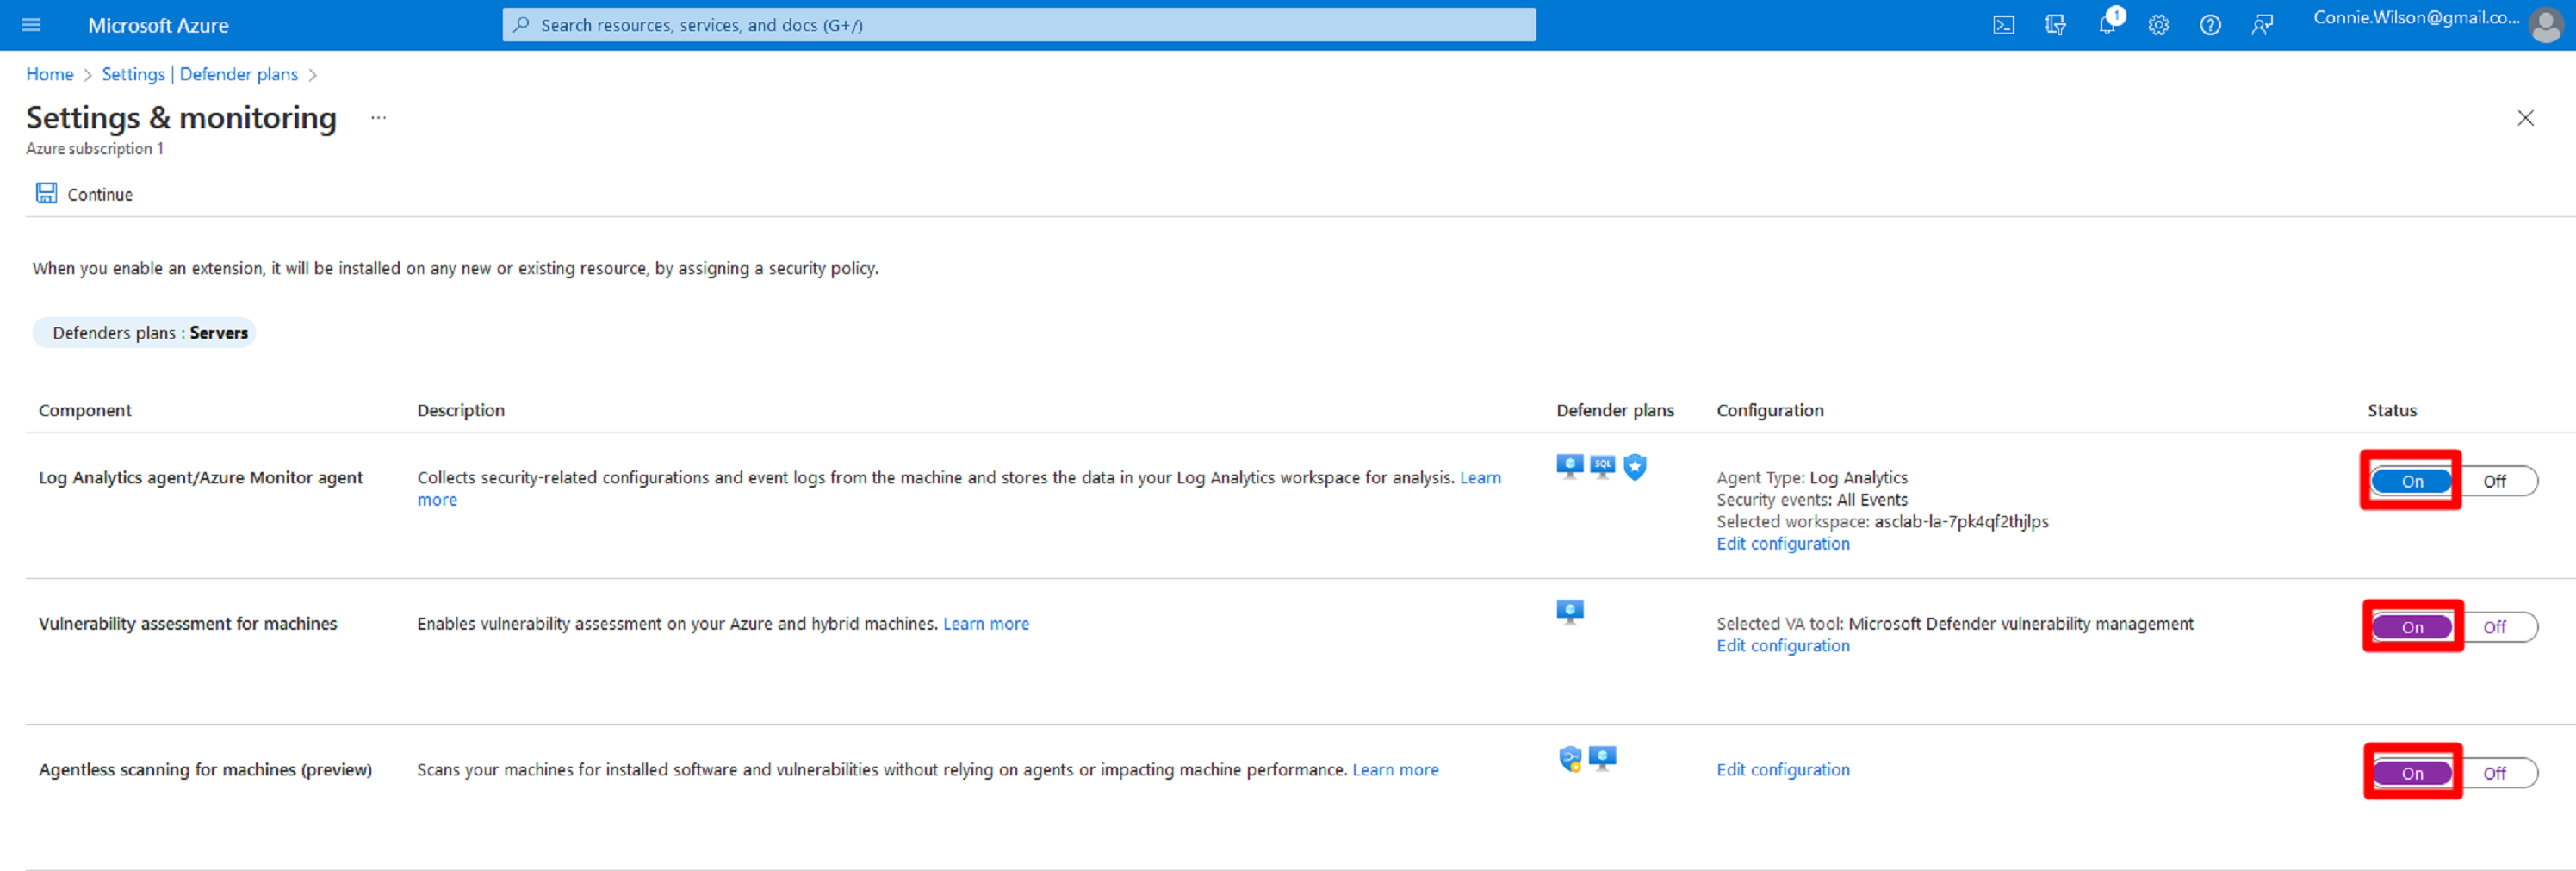 Microsoft Azure
Search resources, services, and docs (G+/)
1
Connie.Wilson@gmail.co...
Home > Settings | Defender plans >
Settings & monitoring ...
Azure subscription 1
Continue
When you enable an extension, it will be installed on any new or existing resource, by assigning a security policy.
Defenders plans : Servers
Component Description Defender plans Configuration Status
Log Analytics agent/Azure Monitor agent
Collects security-related configurations and event logs from the machine and stores the data in your Log Analytics workspace for analysis. Learn
more
SQL
Agent Type: Log Analytics
Security events: All Events
Selected workspace: asclab-la-7pk4qf2thjlps
Edit configuration
On Off
Vulnerability assessment for machines
Enables vulnerability assessment on your Azure and hybrid machines. Learn more
Selected VA tool: Microsoft Defender vulnerability management
Edit configuration
On Off
Agentless scanning for machines (preview)
Scans your machines for installed software and vulnerabilities without relying on agents or impacting machine performance. Learn more
Edit configuration
On Off